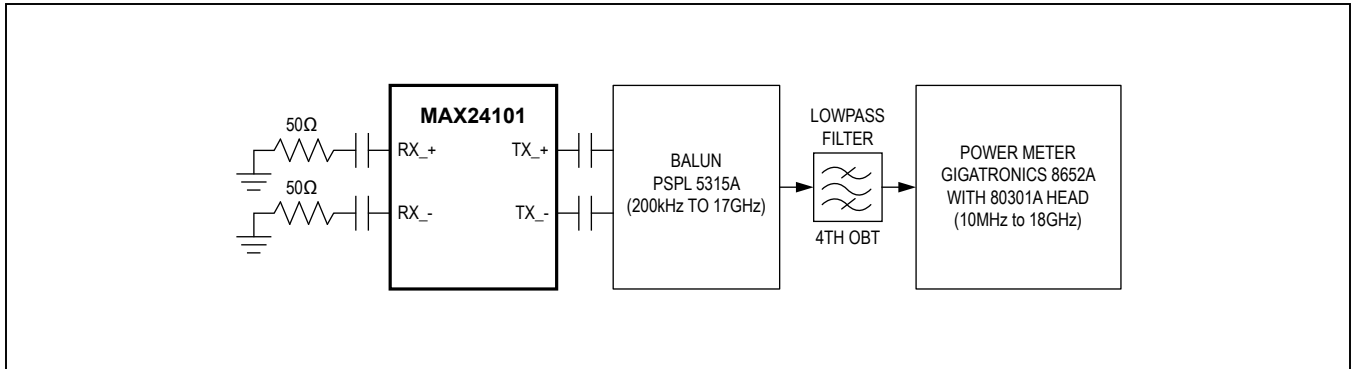 50Ω
50Ω
MAX24101
RX_+
TX_+
RX_-
TX_-
BALUN
PSPL 5315A
(200kHz TO 17GHz)
LOWPASS
FILTER
4TH OBT
POWER METER
GIGATRONICS 8652A
WITH 80301A HEAD
(10MHz to 18GHz)